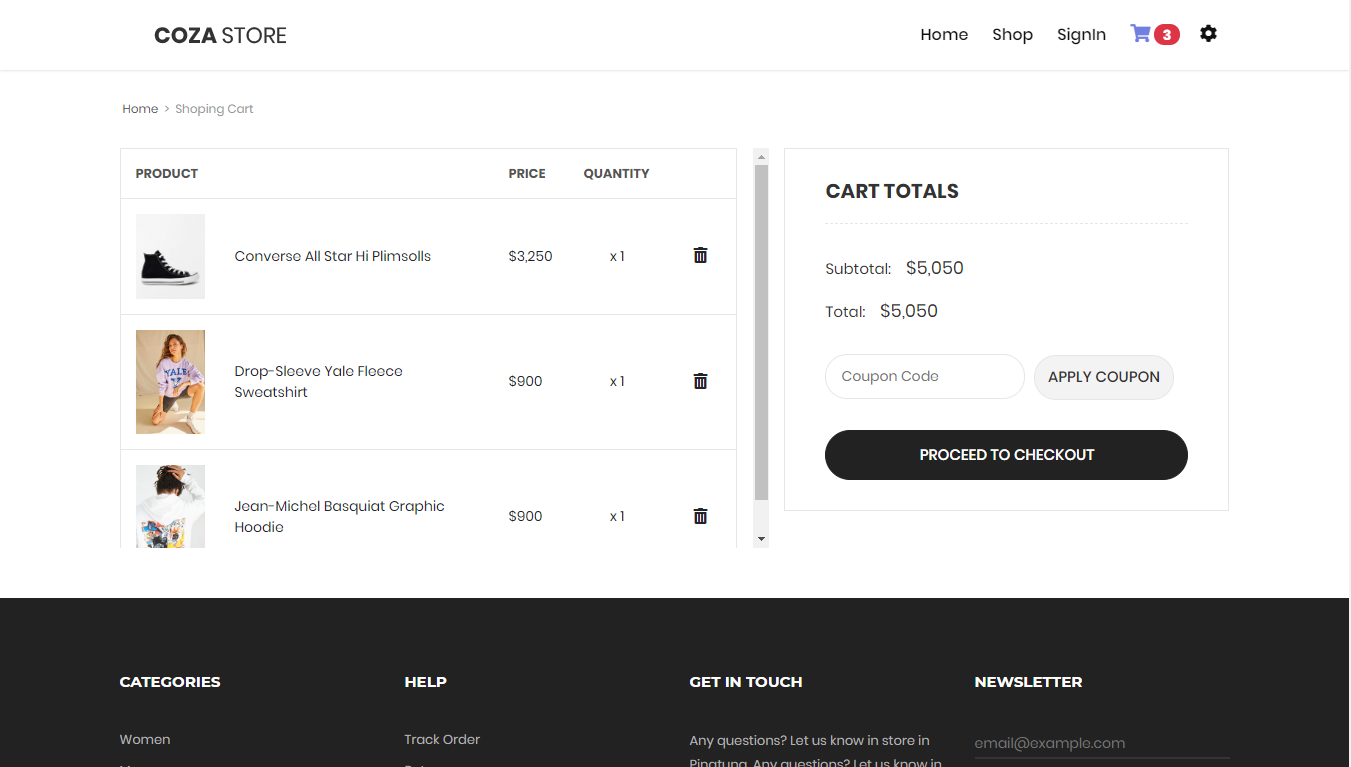 COZA STORE
Home Shop SignIn 3
Home > Shoping Cart
PRODUCT PRICE QUANTITY
Converse All Star Hi Plimsolls $3,250 x 1
Drop-Sleeve Yale Fleece
Sweatshirt
$900 x 1
YALE
Jean-Michel Basquiat Graphic
Hoodie
$900 x 1
CART TOTALS
Subtotal: $5,050
Total: $5,050
Coupon Code APPLY COUPON
PROCEED TO CHECKOUT
CATEGORIES
Women
HELP
Track Order
GET IN TOUCH
Any questions? Let us know in store in
Pingtung. Any questions? Let us know in
NEWSLETTER
email@example.com